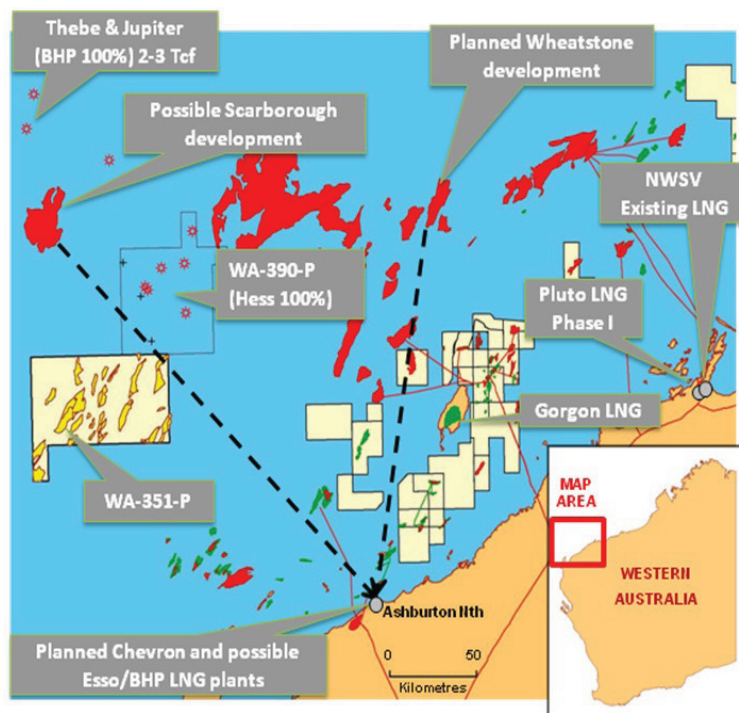 Thebe & Jupiter
(BHP 100%) 2-3 Tcf
Planned Wheatstone
development
Possible Scarborough
development
NWSV
Existing LNG
WA-390-P
(Hess 100%)
Pluto LNG
Phase I
Gorgon LNG
WA-351-P
MAP
AREA
WESTERN
AUSTRALIA
Ashburton Nth
Planned Chevron and possible
Esso/BHP LNG plants
0 50
Kilometres